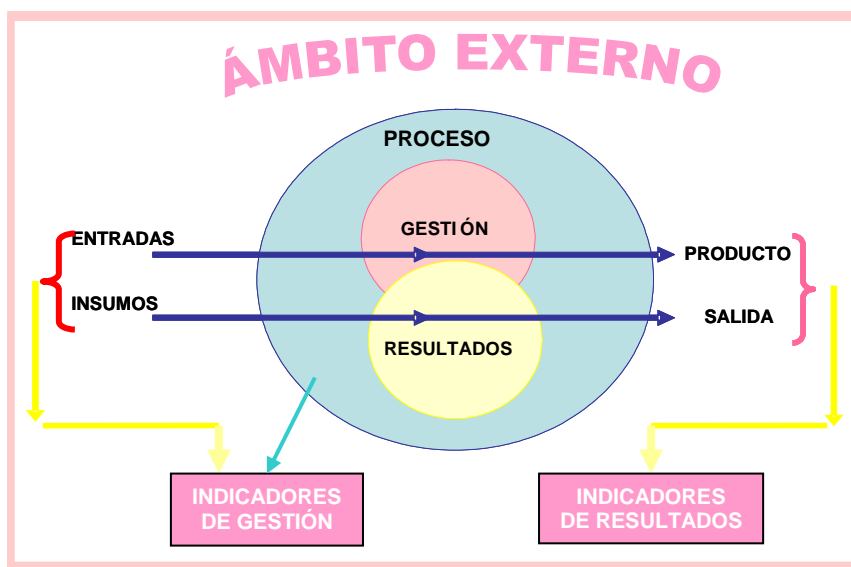 ÁMBITO EXTERNO
PROCESO
GESTIÓN
ENTRADAS
PRODUCTO
INSUMOS
SALIDA
RESULTADOS
INDICADORES
DE GESTIÓN
INDICADORES
DE RESULTADOS